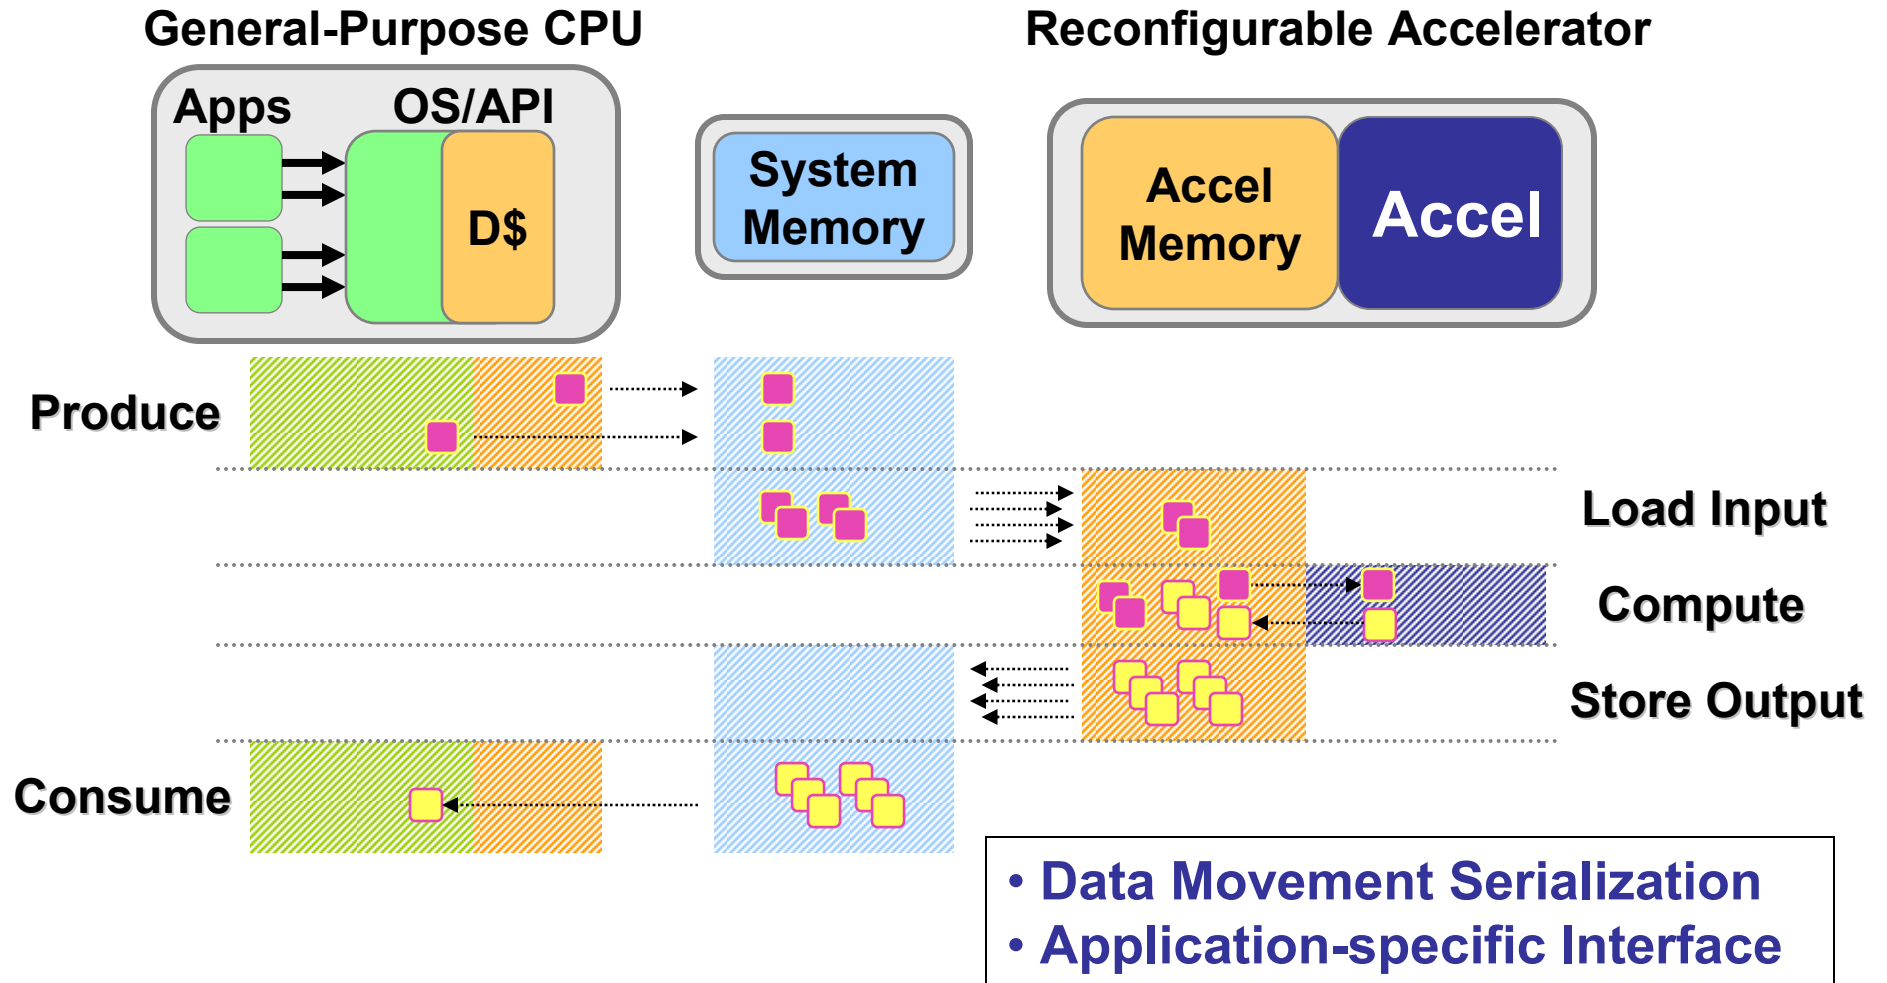 General-Purpose CPU
Reconfigurable Accelerator
Apps
OS/API
D$
System
Memory
Accel
Memory
Accel
Produce
Load Input
Compute
Store Output
Consume
• Data Movement Serialization
• Application-specific Interface